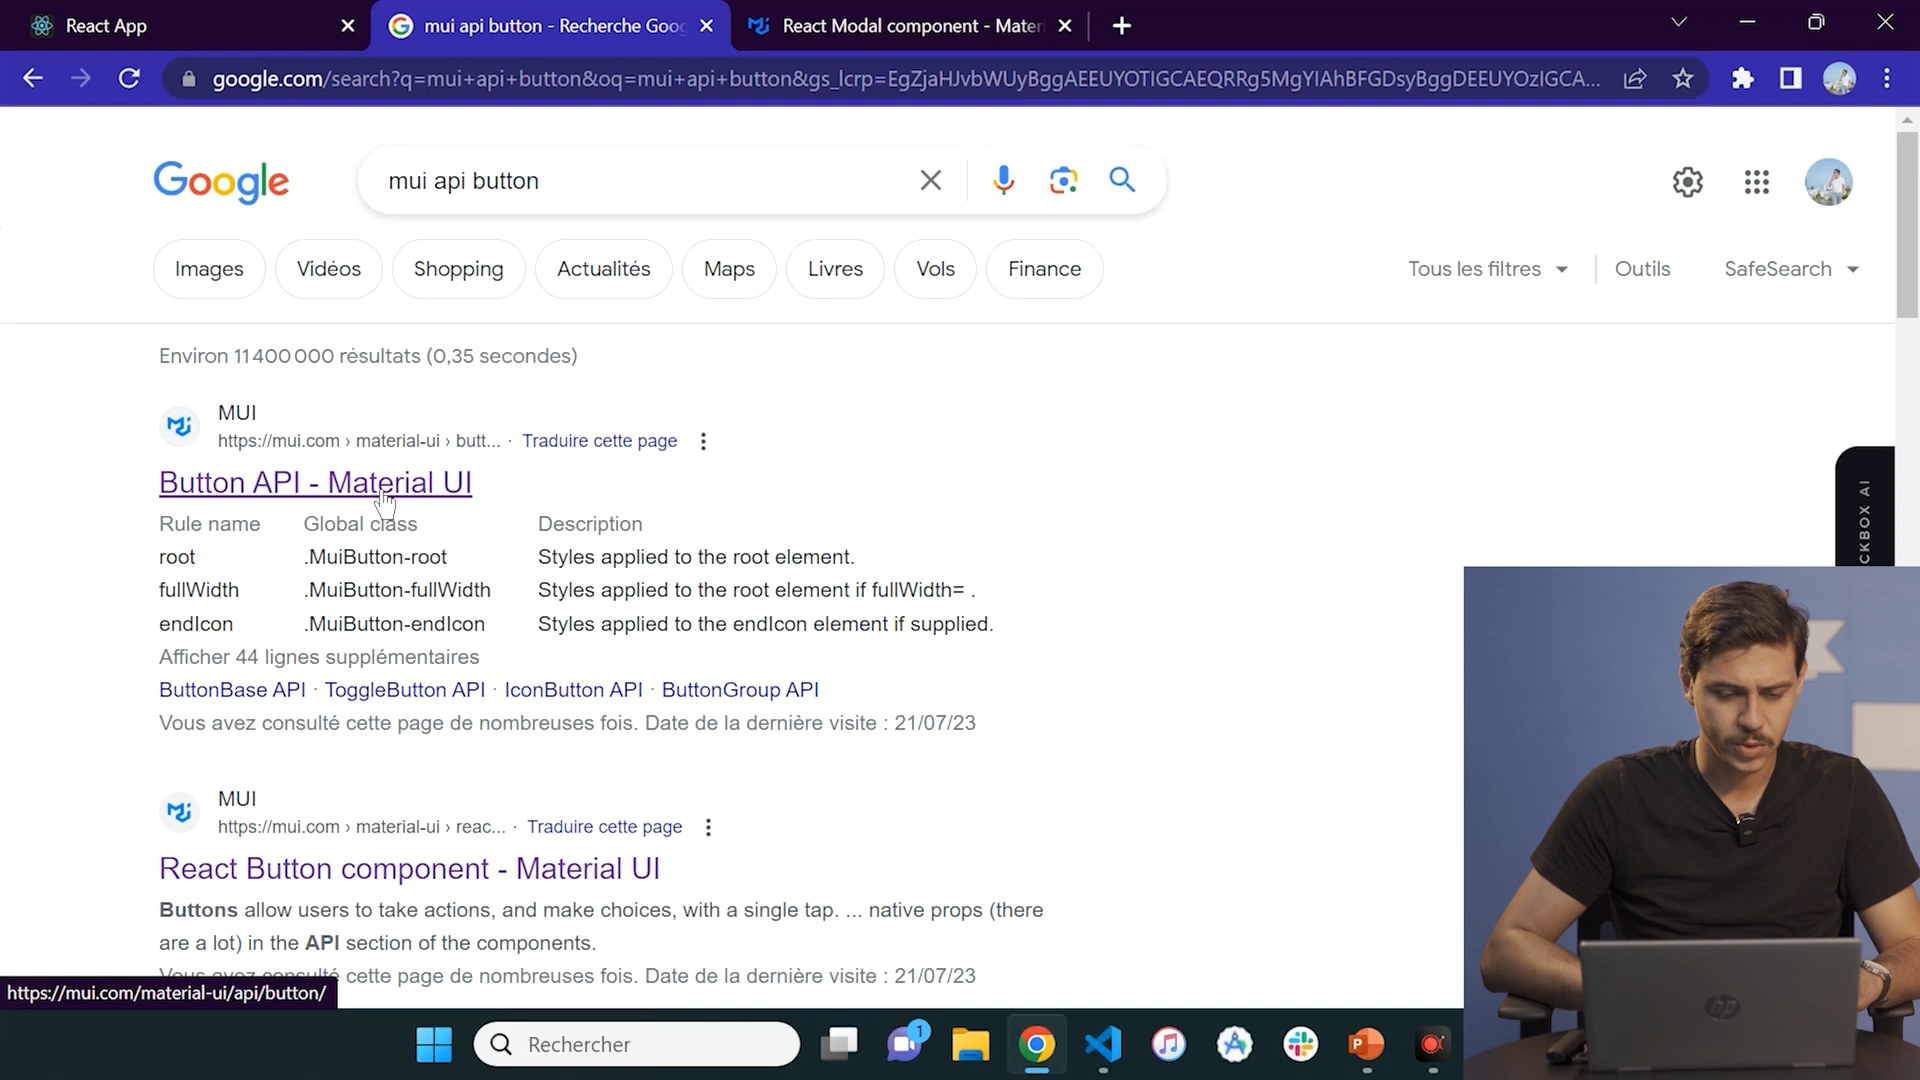 React App
mui api button - Recherche Goog
React Modal component - Mater
google.com/search?q=mui+api+button&oq=mui+api+button&gs_lcrp=EgZjaHJvbWUyBggAEEUYOTIGCAEQRRg5MgYIAhBFGDsyBggDEEUYOzIGCA...
Google
mui api button
Images
Vidéos
Shopping
Actualités
Maps
Livres
Vols
Finance
Tous les filtres
Outils
SafeSearch
Environ 11 400 000 résultats (0,35 secondes)
MUI
https://mui.com › material-ui › butt... · Traduire cette page
Button API - Material UI
Rule name Global class Description
root .MuiButton-root Styles applied to the root element.
fullWidth .MuiButton-fullWidth Styles applied to the root element if fullWidth= .
endIcon .MuiButton-endIcon Styles applied to the endIcon element if supplied.
Afficher 44 lignes supplémentaires
ButtonBase API · ToggleButton API · IconButton API · ButtonGroup API
Vous avez consulté cette page de nombreuses fois. Date de la dernière visite : 21/07/23
CKBOX AI
MUI
https://mui.com › material-ui › reac... · Traduire cette page
React Button component - Material UI
Buttons allow users to take actions, and make choices, with a single tap. ... native props (there
are a lot) in the API section of the components.
Vous avez consulté cette page de nombreuses fois. Date de la dernière visite : 21/07/23
https://mui.com/material-ui/api/button/
Rechercher
1
P
hp